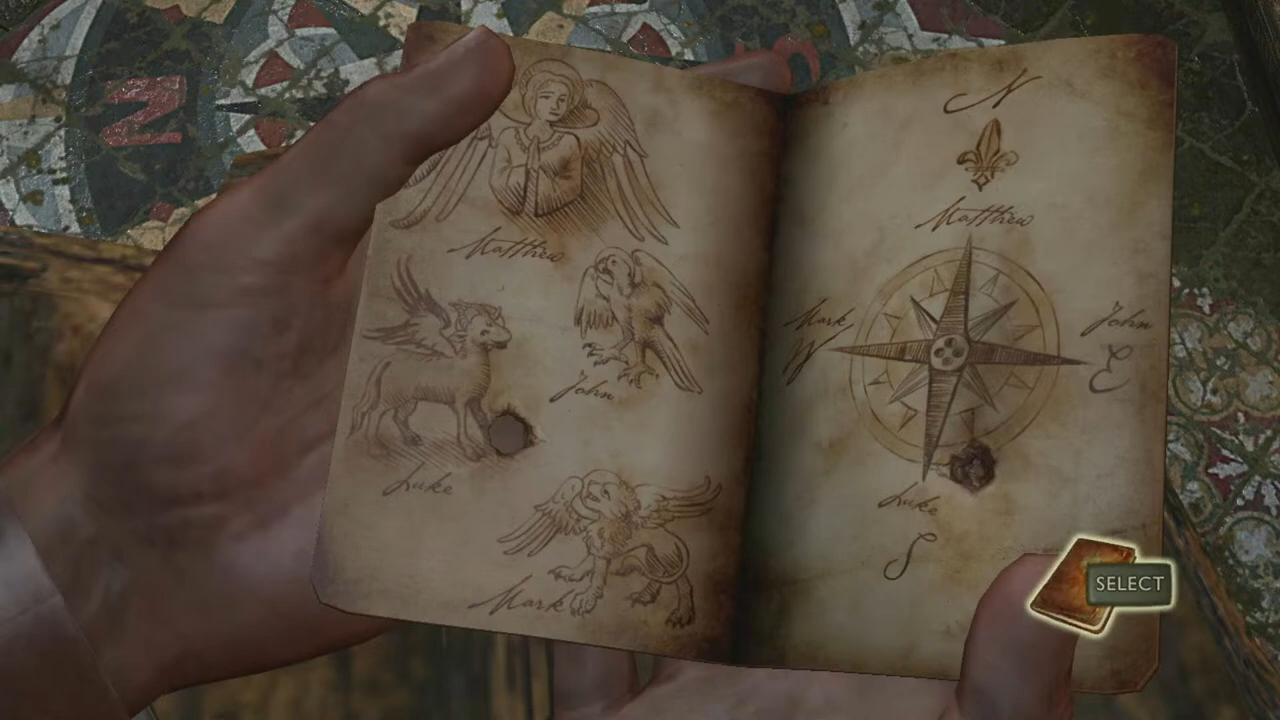 N
Matthew
John
Luke
Mark
N
Matthew
Mark
W
John
E
Luke
S
SELECT